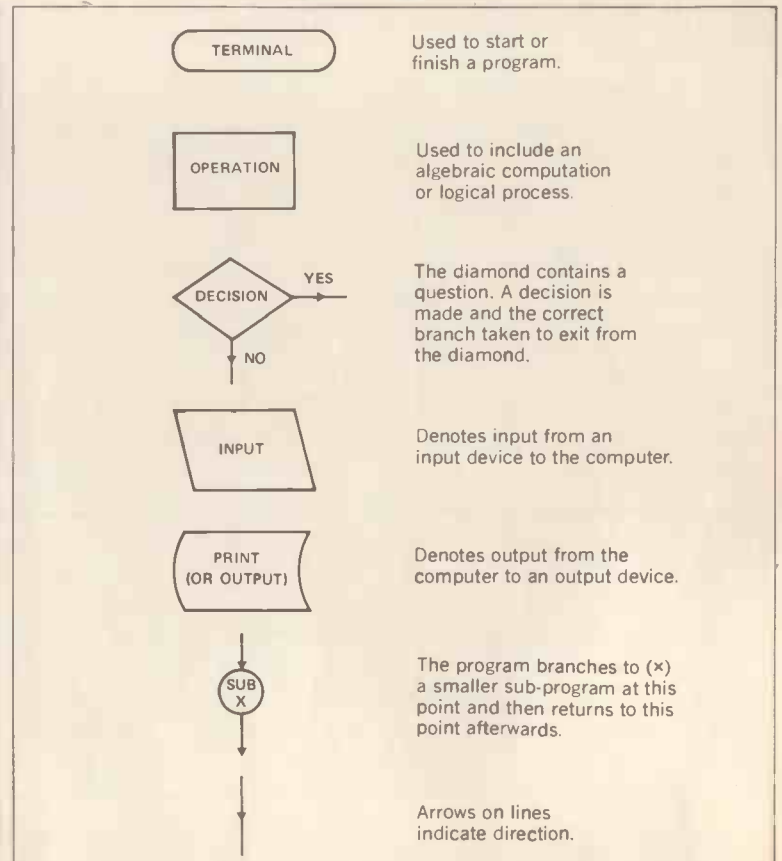 TERMINAL
Used to start or
finish a program.
OPERATION
Used to include an
algebraic computation
or logical process.
DECISION
YES
NO
The diamond contains a
question. A decision is
made and the correct
branch taken to exit from
the diamond.
INPUT
Denotes input from an
input device to the computer.
PRINT
(OR OUTPUT)
Denotes output from the
computer to an output device.
SUB
X
The program branches to (×)
a smaller sub-program at this
point and then returns to this
point afterwards.
Arrows on lines
indicate direction.